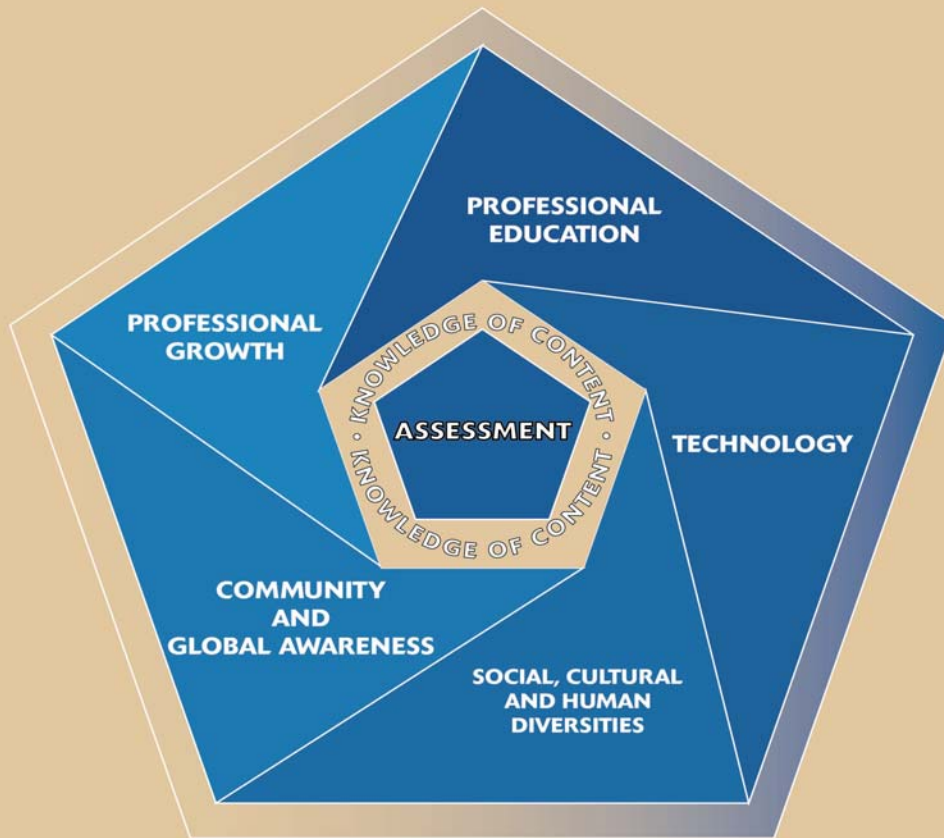 PROFESSIONAL
EDUCATION
PROFESSIONAL
GROWTH
KNOWLEDGE OF CONTENT ·
ASSESSMENT
KNOWLEDGE OF CONTENT ·
TECHNOLOGY
COMMUNITY
AND
GLOBAL AWARENESS
SOCIAL, CULTURAL
AND HUMAN
DIVERSITIES